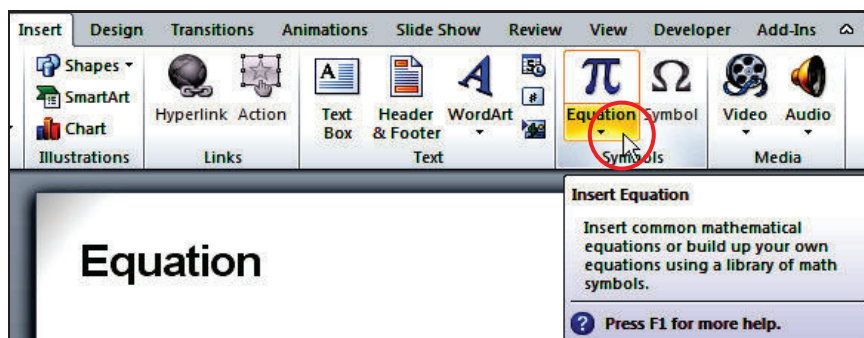 Insert Design Transitions Animations Slide Show Review View Developer Add-Ins
Shapes
SmartArt
Chart
Hyperlink Action
Text Box
Header & Footer
WordArt
Equation Symbol
Video Audio
Illustrations Links Text Symbols Media
Equation
Insert Equation
Insert common mathematical
equations or build up your own
equations using a library of math
symbols.
Press F1 for more help.